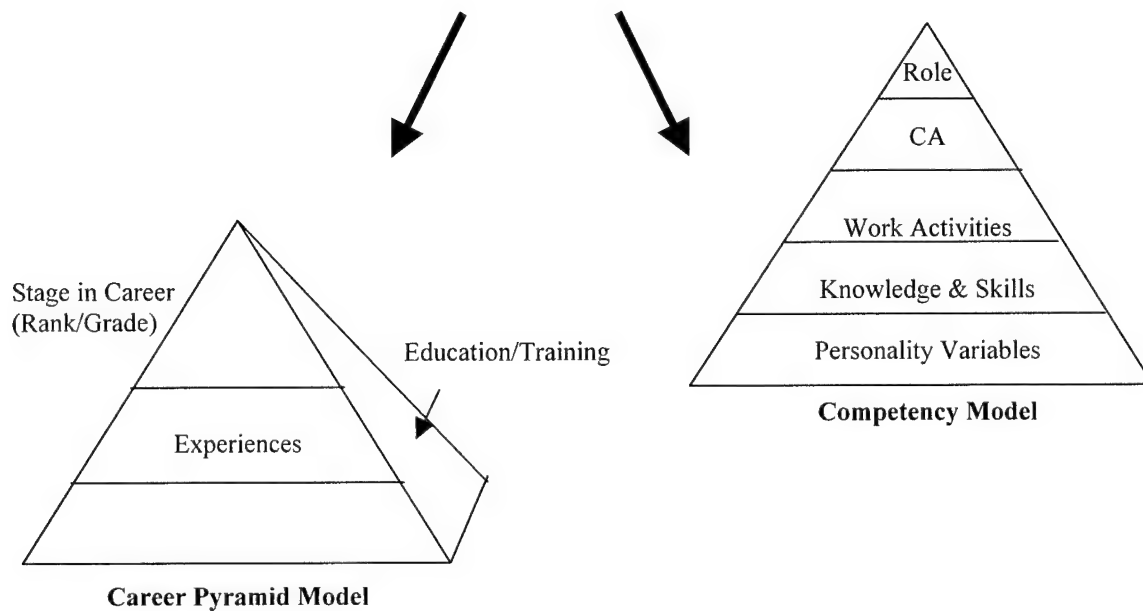 Role
CA
Work Activities
Knowledge & Skills
Personality Variables
Competency Model
Stage in Career
(Rank/Grade)
Education/Training
Experiences
Career Pyramid Model